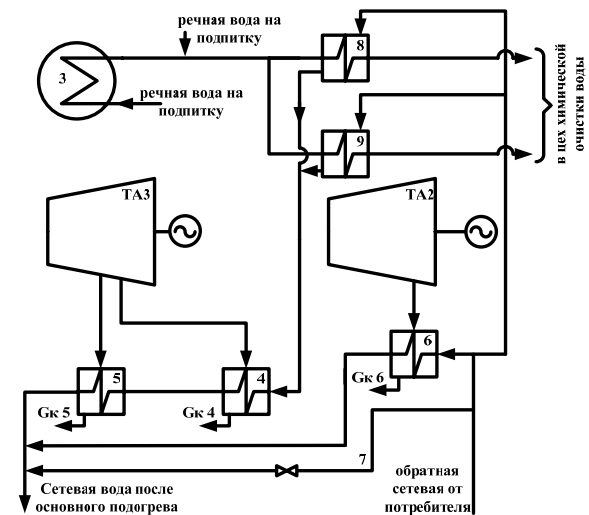 речная вода на
подпитку
8
3
речная вода на
подпитку
в цех химической
очистки воды
9
ТА3
ТА2
6
5
4
Gк 6
Gк 5
Gк 4
7
Сетевая вода после
основного подогрева
обратная
сетевая от
потребителя